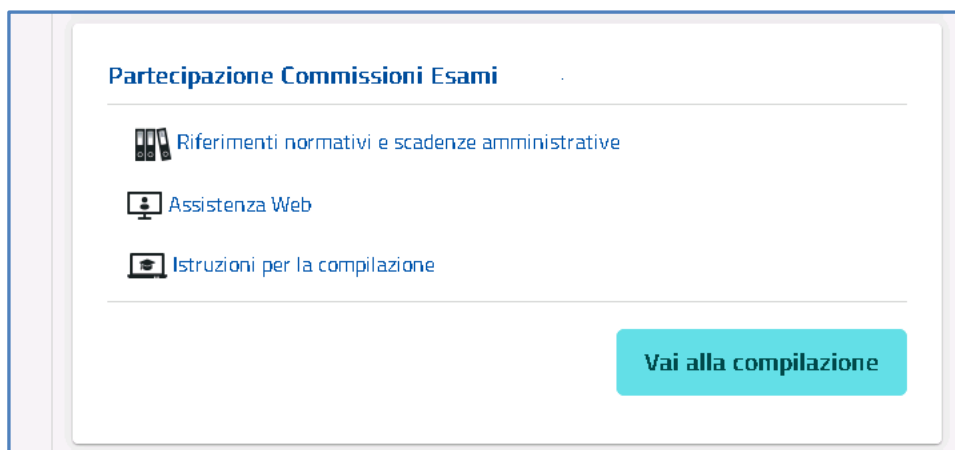 Partecipazione Commissioni Esami
Riferimenti normativi e scadenze amministrative
Assistenza Web
Istruzioni per la compilazione
Vai alla compilazione